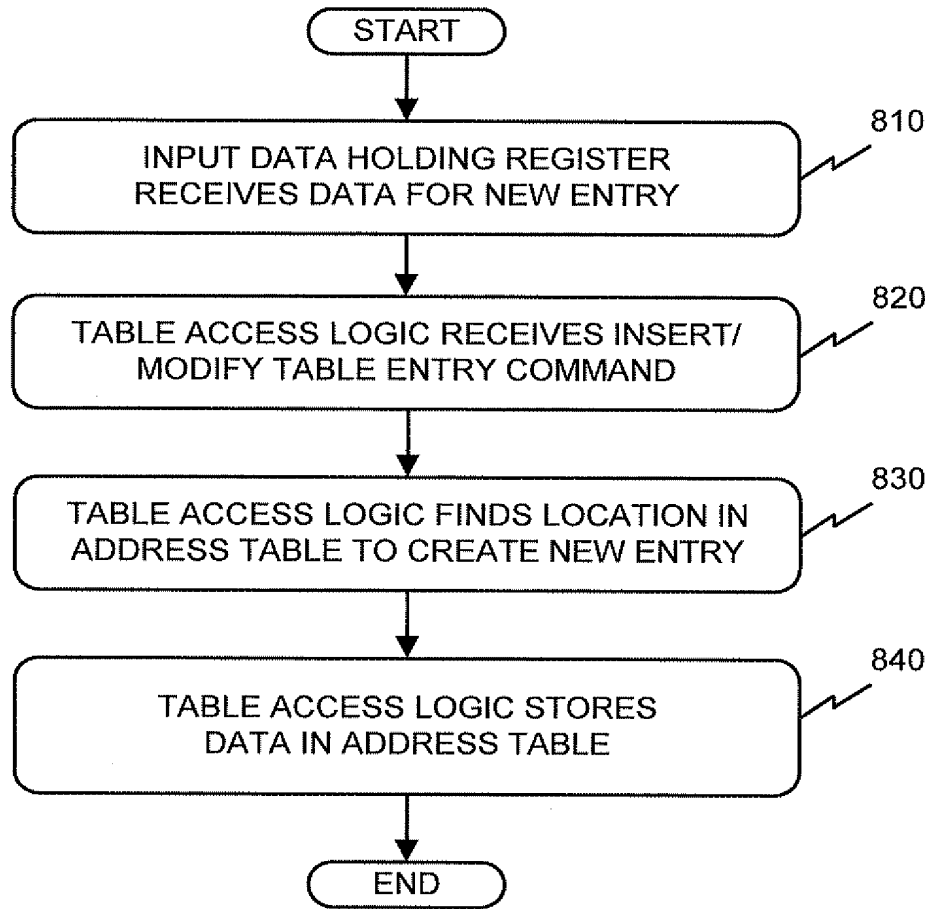 START
810
INPUT DATA HOLDING REGISTER
RECEIVES DATA FOR NEW ENTRY
820
TABLE ACCESS LOGIC RECEIVES INSERT/
MODIFY TABLE ENTRY COMMAND
830
TABLE ACCESS LOGIC FINDS LOCATION IN
ADDRESS TABLE TO CREATE NEW ENTRY
840
TABLE ACCESS LOGIC STORES
DATA IN ADDRESS TABLE
END